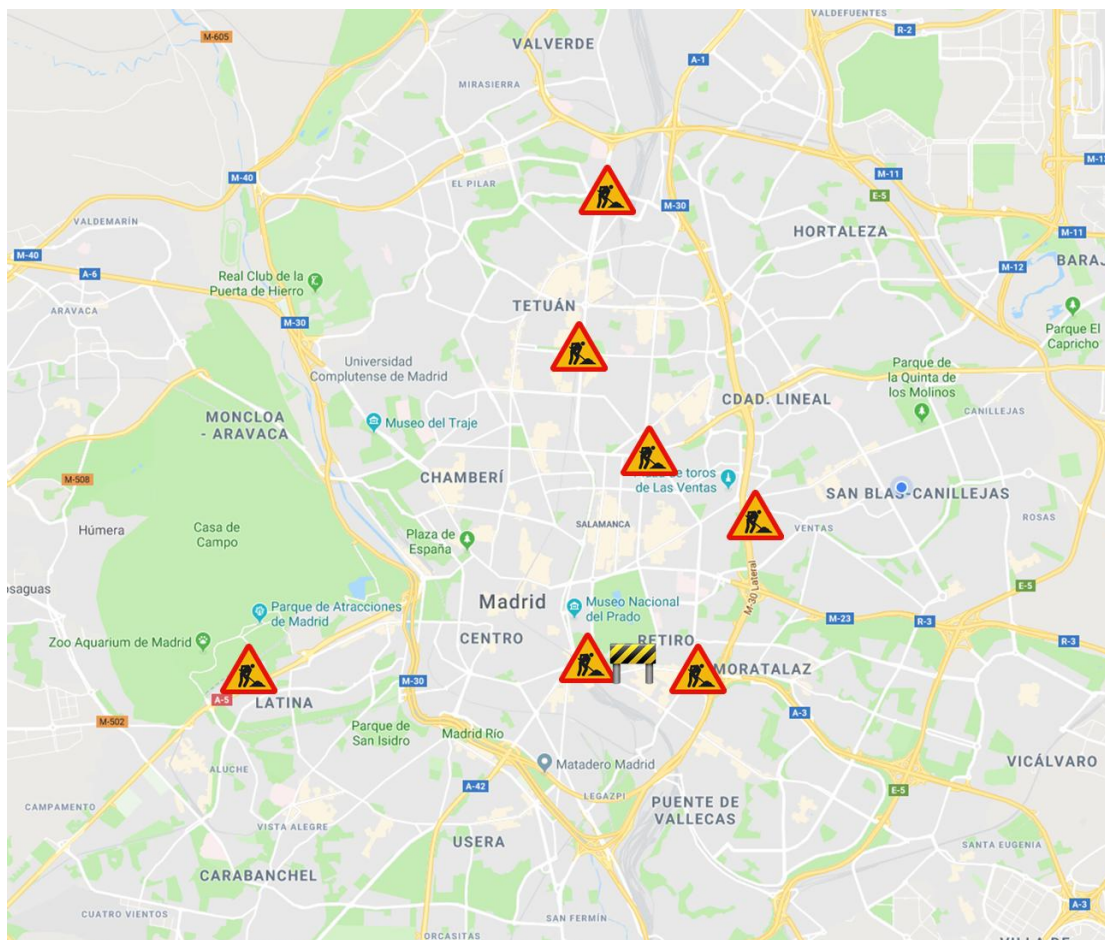 VALDEFUENTES
R-2
M-605
VALVERDE
A-1
MIRASIERRA
M-11
E-5
EL PILAR
M-40
M-30
VALDEMARÍN
HORTALEZA
M-11
M-40
A-6
M-12
Real Club de la
Puerta de Hierro
ARAVACA
TETUÁN
M-30
Parque El
Capricho
Universidad
Complutense de Madrid
Parque de
la Quinta de
los Molinos
CDAD. LINEAL
CANILLEJAS
MONCLOA
- ARAVACA
Museo del Traje
M-508
CHAMBERÍ
de toros
de Las Ventas
SAN BLAS-CANILLEJAS
Húmera
Casa de
Campo
Plaza de
España
SALAMANCA
VENTAS
ROSAS
E-5
M-30 Lateral
osaguas
Parque de Atracciones
de Madrid
Madrid
Museo Nacional
del Prado
M-23
R-3
R-3
Zoo Aquarium de Madrid
CENTRO
RETIRO
MORATALAZ
M-30
A-5
LATINA
M-502
A-3
Parque de
San Isidro
Madrid Río
Matadero Madrid
VICÁLVARO
ALUCHE
A-42
E-5
LEGAZPI
PUENTE DE
VALLECAS
CAMPAMENTO
VISTA ALEGRE
USERA
SANTA EUGENIA
CARABANCHEL
A-3
CUATRO VIENTOS
SAN FERMÍN
ORCASITAS